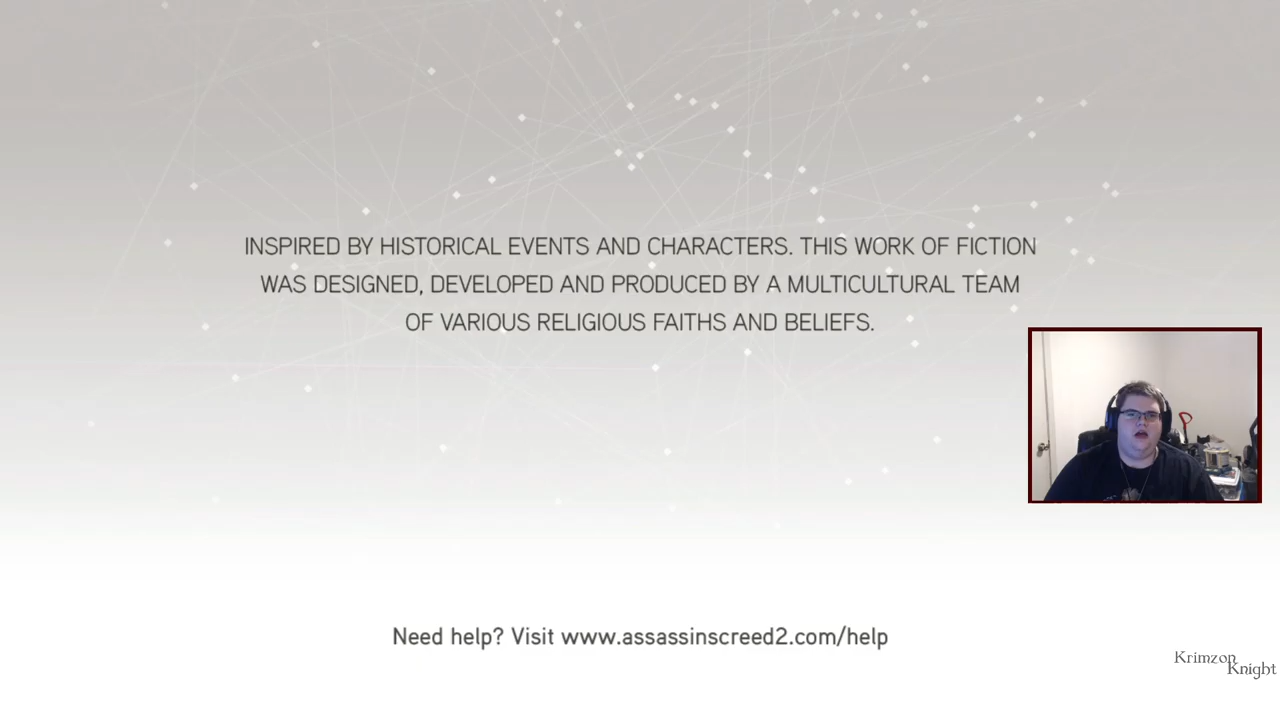 INSPIRED BY HISTORICAL EVENTS AND CHARACTERS. THIS WORK OF FICTION
WAS DESIGNED, DEVELOPED AND PRODUCED BY A MULTICULTURAL TEAM
OF VARIOUS RELIGIOUS FAITHS AND BELIEFS.
Need help? Visit www.assassinscreed2.com/help
Krimzon
Knight